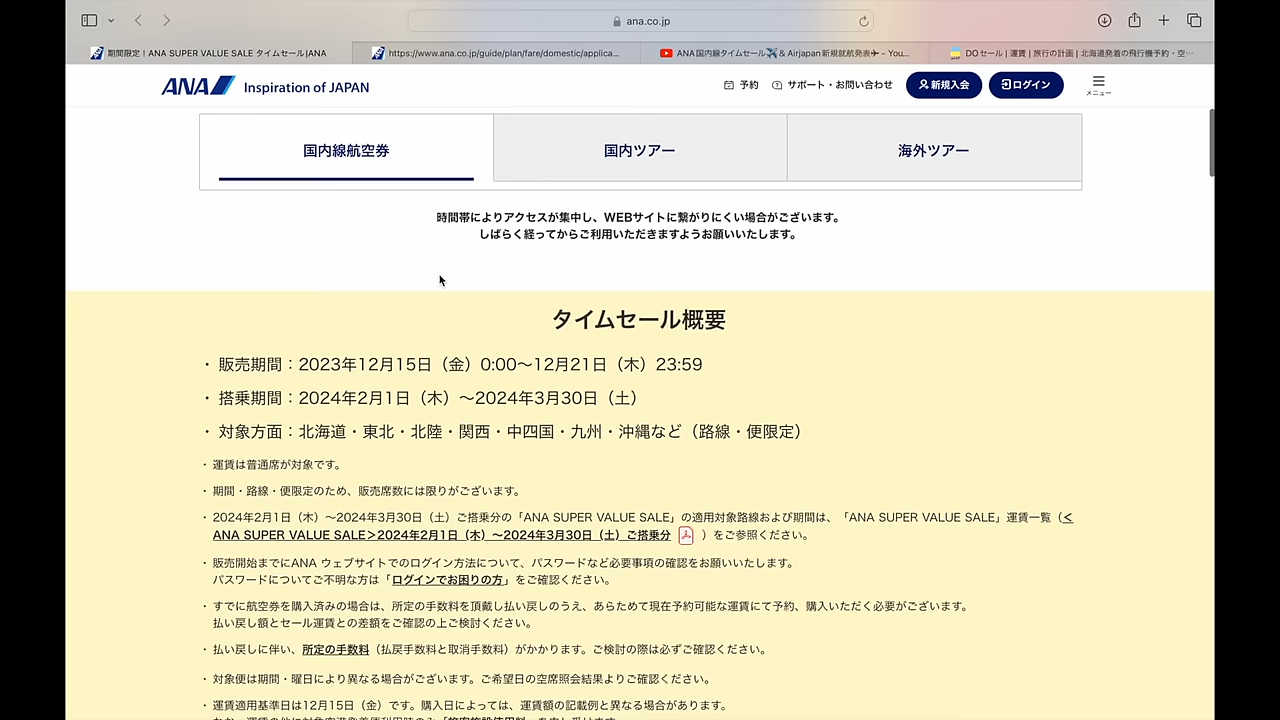 ana.co.jp
期間限定！ANA SUPER VALUE SALE タイムセール|ANA
https://www.ana.co.jp/guide/plan/fare/domestic/applica...
ANA国内線タイムセール✈️ & Airjapan新規就航発表✈ - You...
DOセール | 運賃 | 旅行の計画 | 北海道発着の飛行機予約・空…
ANA Inspiration of JAPAN
予約
サポート・お問い合わせ
新規入会
ログイン
メニュー
国内線航空券
国内ツアー
海外ツアー
時間帯によりアクセスが集中し、WEBサイトに繋がりにくい場合がございます。
しばらく経ってからご利用いただきますようお願いいたします。
タイムセール概要
・販売期間：2023年12月15日（金）0:00〜12月21日（木）23:59
・搭乗期間：2024年2月1日（木）〜2024年3月30日（土）
・対象方面：北海道・東北・北陸・関西・中四国・九州・沖縄など（路線・便限定）
・運賃は普通席が対象です。
・期間・路線・便限定のため、販売席数には限りがございます。
・2024年2月1日（木）〜2024年3月30日（土）ご搭乗分の「ANA SUPER VALUE SALE」の適用対象路線および期間は、「ANA SUPER VALUE SALE」運賃一覧（＜
ANA SUPER VALUE SALE＞2024年2月1日（木）〜2024年3月30日（土）ご搭乗分 ）をご参照ください。
・販売開始までにANA ウェブサイトでのログイン方法について、パスワードなど必要事項の確認をお願いいたします。
パスワードについてご不明な方は「ログインでお困りの方」をご確認ください。
・すでに航空券を購入済みの場合は、所定の手数料を頂戴し払い戻しのうえ、あらためて現在予約可能な運賃にて予約、購入いただく必要がございます。
払い戻し額とセール運賃との差額をご確認の上ご検討ください。
・払い戻しに伴い、所定の手数料（払戻手数料と取消手数料）がかかります。ご検討の際は必ずご確認ください。
・対象便は期間・曜日により異なる場合がございます。ご希望日の空席照会結果よりご確認ください。
・運賃適用基準日は12月15日（金）です。購入日によっては、運賃額の記載例と異なる場合があります。